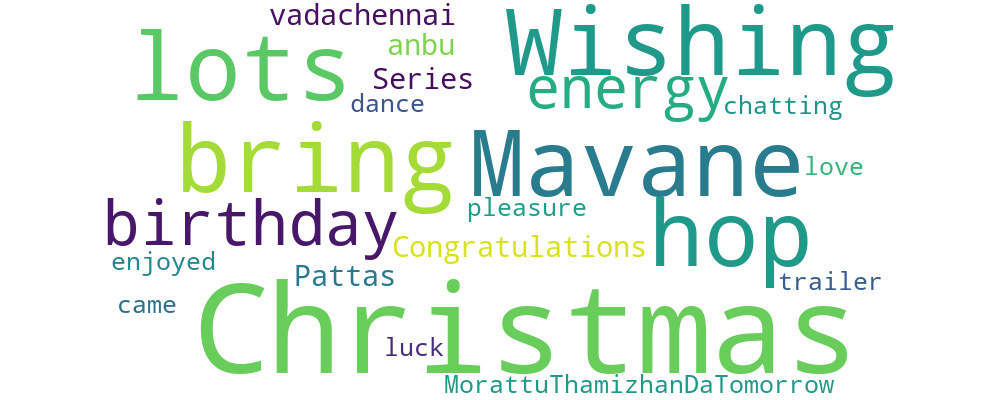 vadachennai
lots
anbu
Wishing
Series
energy
dance
chatting
bring
Mavane
love
birthday
pleasure
hop
Congratulations
enjoyed
Pattas
trailer
came
Christmas
luck
MorattuThamizhanDaTomorrow